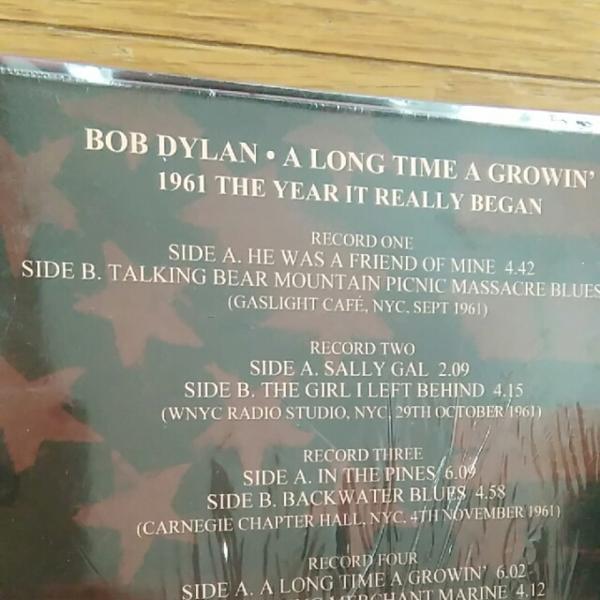 BOB DYLAN • A LONG TIME A GROWIN'
1961 THE YEAR IT REALLY BEGAN
RECORD ONE
SIDE A. HE WAS A FRIEND OF MINE 4.42
SIDE B. TALKING BEAR MOUNTAIN PICNIC MASSACRE BLUES
(GASLIGHT CAFÉ, NYC, SEPT 1961)
RECORD TWO
SIDE A. SALLY GAL 2.09
SIDE B. THE GIRL I LEFT BEHIND 4.15
(WNYC RADIO STUDIO, NYC, 29TH OCTOBER 1961)
RECORD THREE
SIDE A. IN THE PINES 6.09
SIDE B. BACKWATER BLUES 4.58
(CARNEGIE CHAPTER HALL, NYC, 4TH NOVEMBER 1961)
RECORD FOUR
SIDE A. A LONG TIME A GROWIN' 6.02
MERCHANT MARINE 4.12